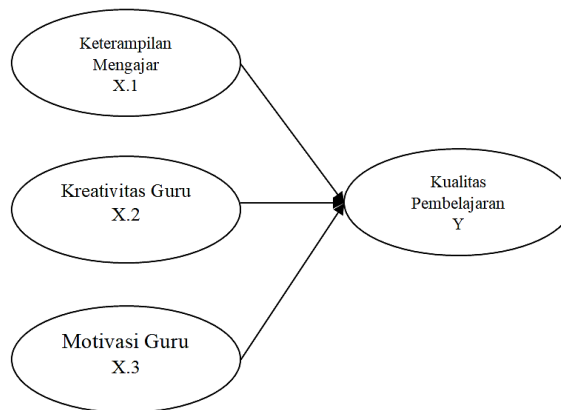 Keterampilan
Mengajar
X.1
Kreativitas Guru
X.2
Kualitas
Pembelajaran
Y
Motivasi Guru
X.3